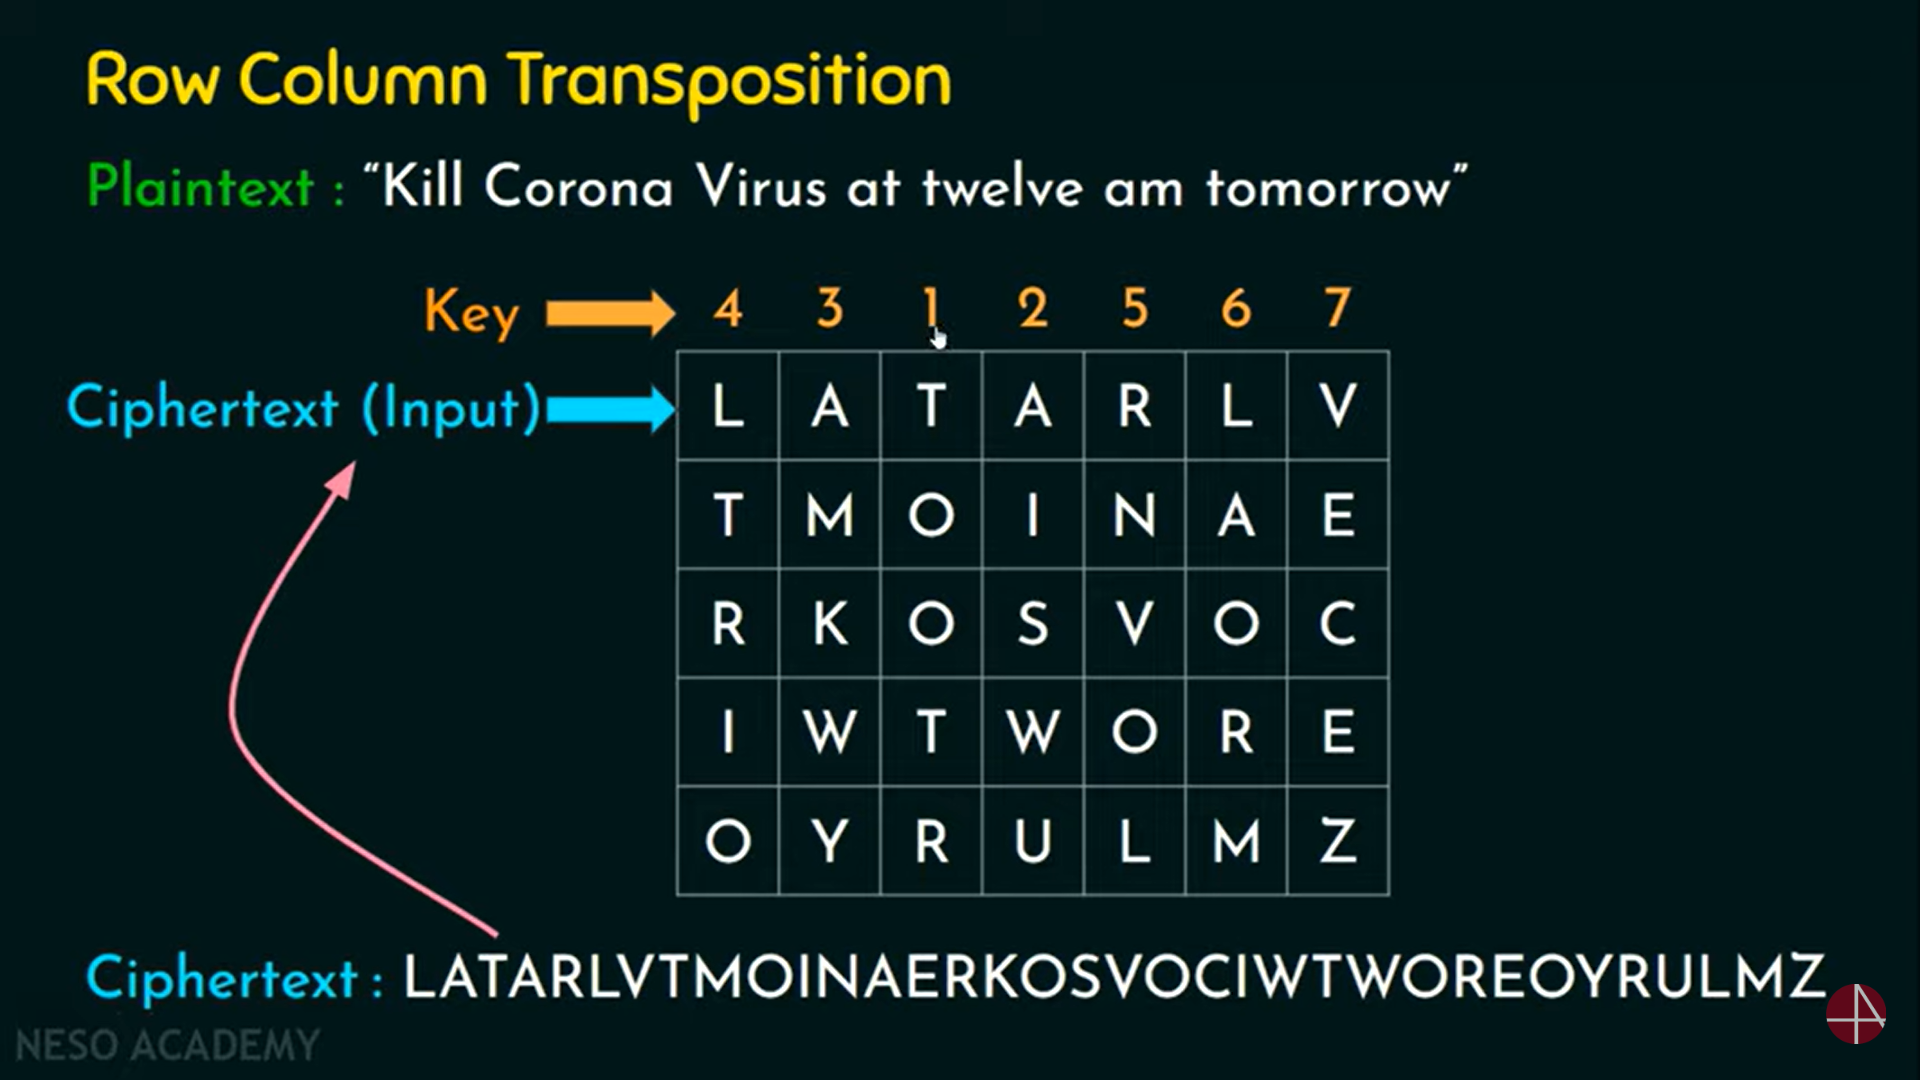 Row Column Transposition
Plaintext : “Kill Corona Virus at twelve am tomorrow”
Key 4 3 1 2 5 6 7
Ciphertext (Input) L A T A R L V
T M O I N A E
R K O S V O C
I W T W O R E
O Y R U L M Z
Ciphertext : LATARLVTMOINAERKOSVOCIWTWOREOYRULMZ
NESO ACADEMY